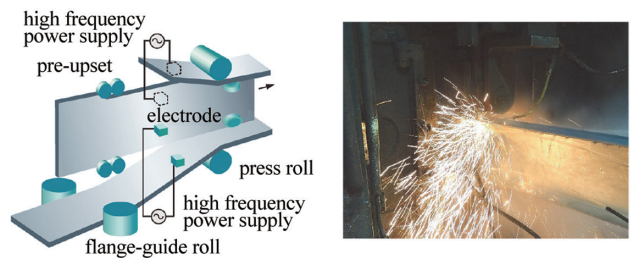 high frequency
power supply
pre-upset
electrode
press roll
high frequency
power supply
flange-guide roll